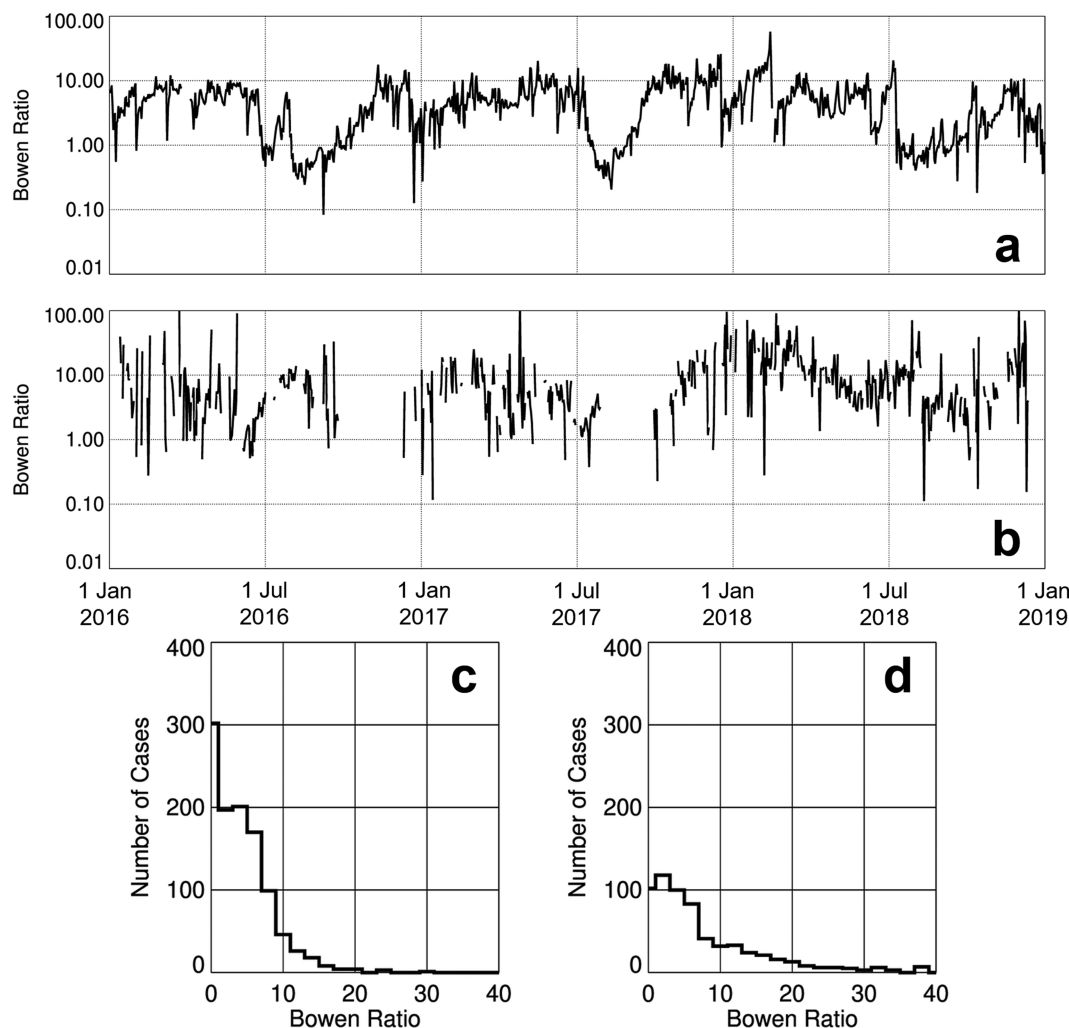 100.00
10.00
1.00
0.10
0.01
Bowen Ratio
a
100.00
10.00
1.00
0.10
0.01
Bowen Ratio
b
1 Jan 1 Jul 1 Jan 1 Jul 1 Jan 1 Jul 1 Jan
2016 2016 2017 2017 2018 2018 2019
400
300
200
100
0
Number of Cases
c
0 10 20 30 40
Bowen Ratio
400
300
200
100
0
Number of Cases
d
0 10 20 30 40
Bowen Ratio